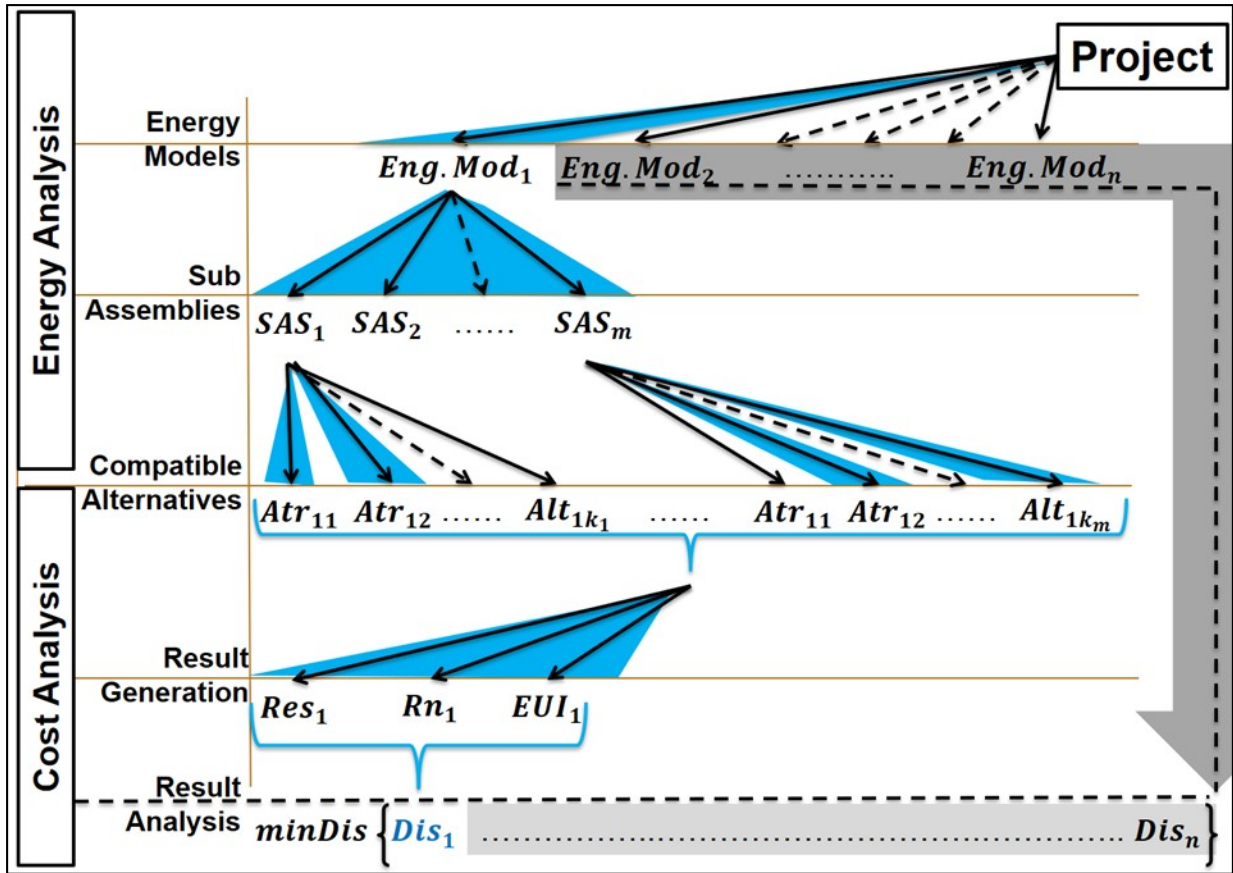 Project
Energy Analysis
Energy
Models
Eng.Mod₁ Eng.Mod₂ ........... Eng.Modₙ
Sub
Assemblies
SAS₁ SAS₂ ...... SASₘ
Compatible
Alternatives
Atr₁₁ Atr₁₂ ...... Alt₁ₖ₁ ...... Atr₁₁ Atr₁₂ ...... Alt₁ₖₘ
Cost Analysis
Result
Generation
Res₁ Rn₁ EUI₁
Result
Analysis
minDis { Dis₁ ........................................................................ Disₙ }